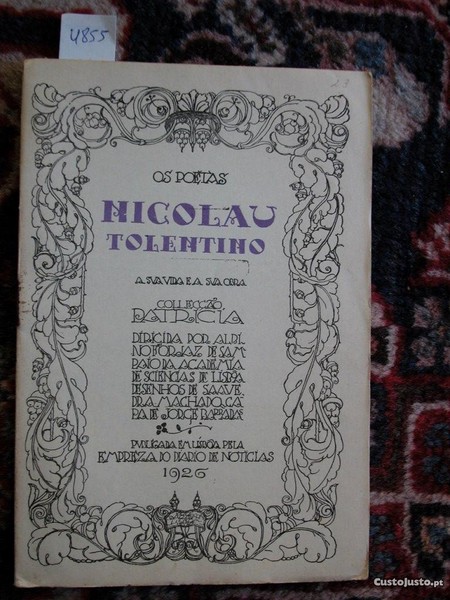 4855
23
OS POETAS
NICOLAU
TOLENTINO
A SUA VIDA E A SUA OBRA
COLLECÇÃO
PATRICIA
DIRIGIDA POR ALBI
NO FORJAZ DE SAM
PAIO DA ACADEMIA
DE SCIENCIAS DE LISBOA
DESENHOS DE SAAVE
DRA MACHADO, CA
PA DE JORGE BARRADAS
PUBLICADA EM LISBOA PELA
EMPREZA DO DIARIO DE NOTICIAS
1926
CustoJusto.pt